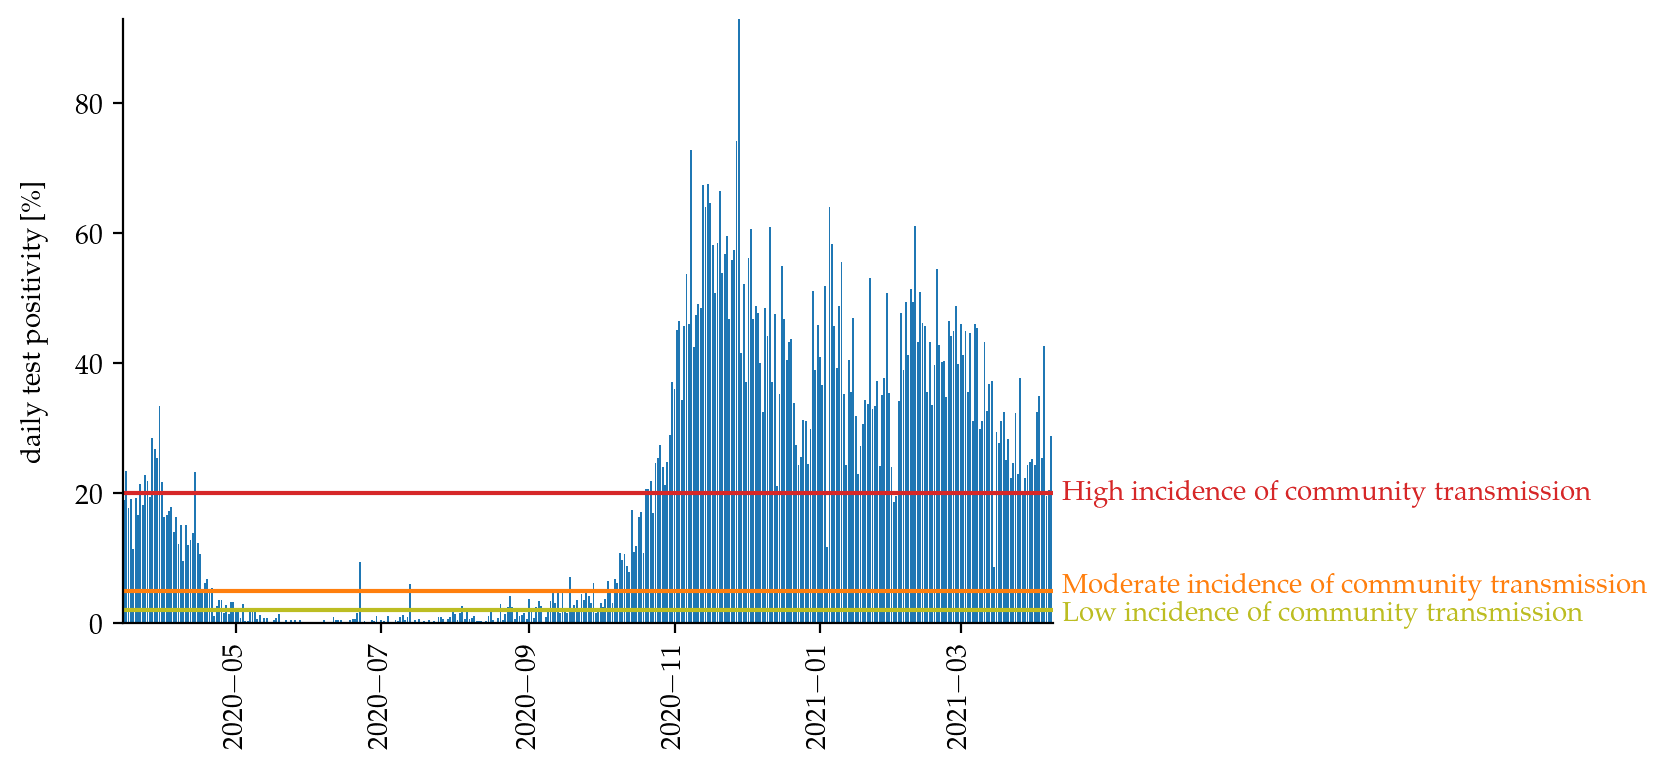 daily test positivity [%]
80
60
40
20
0
High incidence of community transmission
Moderate incidence of community transmission
Low incidence of community transmission
2020−05
2020−07
2020−09
2020−11
2021−01
2021−03